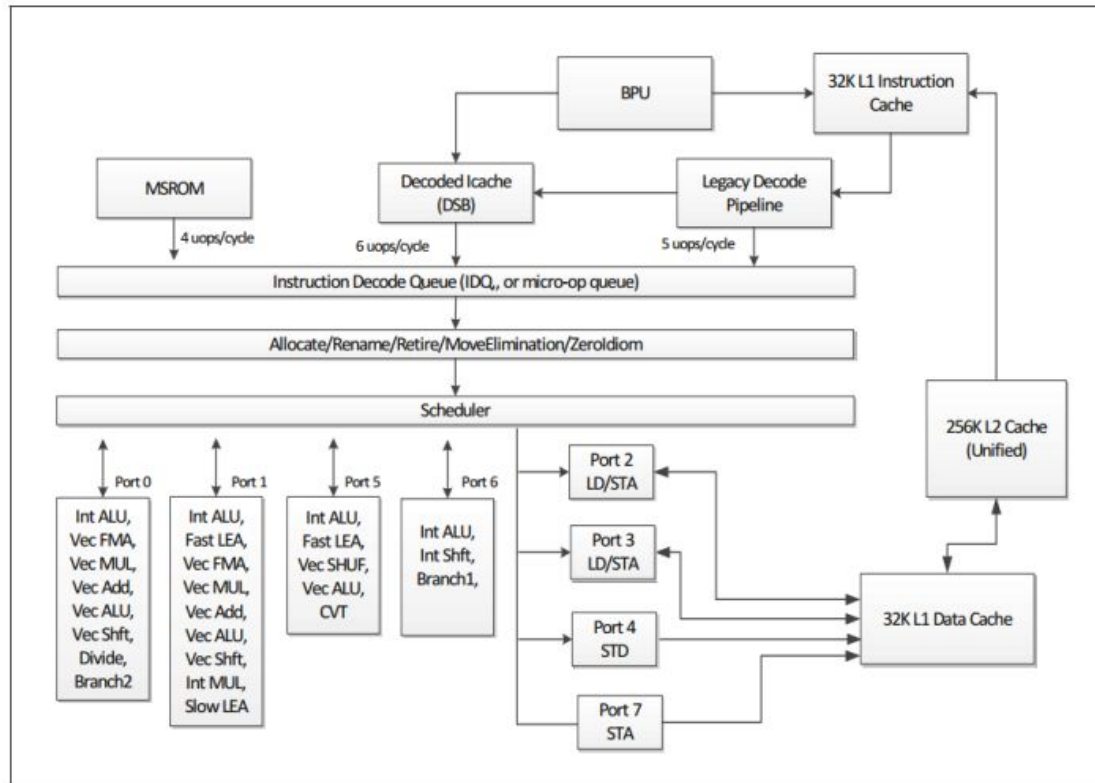 BPU
32K L1 Instruction
Cache
MSROM
Decoded Icache
(DSB)
Legacy Decode
Pipeline
4 uops/cycle
6 uops/cycle
5 uops/cycle
Instruction Decode Queue (IDQ,, or micro-op queue)
Allocate/Rename/Retire/MoveElimination/ZeroIdiom
Scheduler
256K L2 Cache
(Unified)
Port 0
Int ALU,
Vec FMA,
Vec MUL,
Vec Add,
Vec ALU,
Vec Shft,
Divide,
Branch2
Port 1
Int ALU,
Fast LEA,
Vec FMA,
Vec MUL,
Vec Add,
Vec ALU,
Vec Shft,
Int MUL,
Slow LEA
Port 5
Int ALU,
Fast LEA,
Vec SHUF,
Vec ALU,
CVT
Port 6
Int ALU,
Int Shft,
Branch1,
Port 2
LD/STA
Port 3
LD/STA
Port 4
STD
Port 7
STA
32K L1 Data Cache